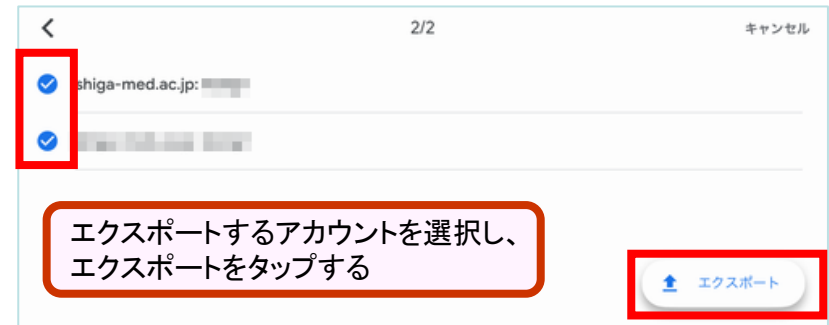 2/2
キャンセル
shiga-med.ac.jp:
エクスポートするアカウントを選択し、
エクスポートをタップする
エクスポート